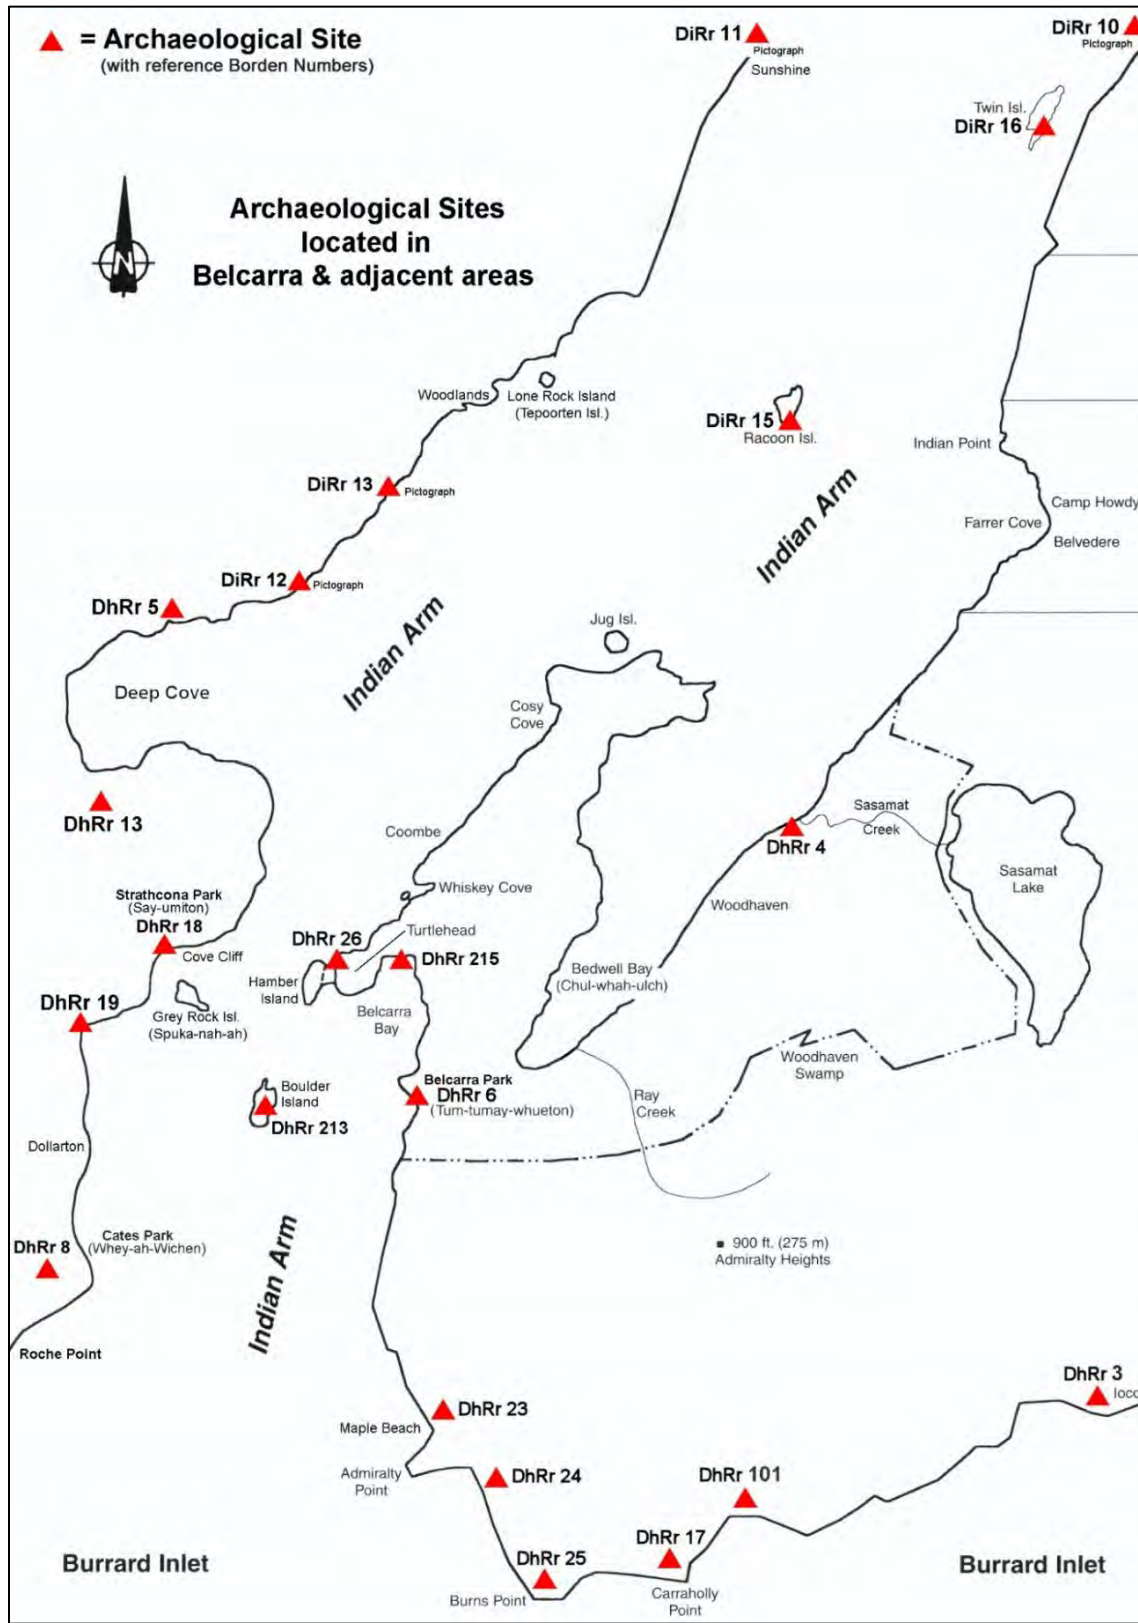 = Archaeological Site
(with reference Borden Numbers)
DiRr 11
Pictograph
Sunshine
DiRr 10
Pictograph
Twin Isl.
DiRr 16
N
Archaeological Sites
located in
Belcarra & adjacent areas
Woodlands
Lone Rock Island
(Tepoorten Isl.)
DiRr 15
Racoon Isl.
Indian Point
DiRr 13
Pictograph
Indian Arm
Camp Howdy
Farrer Cove
Belvedere
DiRr 12
Pictograph
DhRr 5
Indian Arm
Jug Isl.
Deep Cove
Cosy
Cove
DhRr 13
Sasamat
Creek
DhRr 4
Coombe
Sasamat
Lake
Whiskey Cove
Woodhaven
Strathcona Park
(Say-umiton)
DhRr 18
Cove Cliff
DhRr 26
Turtlehead
DhRr 215
Hamber
Island
Bedwell Bay
(Chul-whah-ulch)
DhRr 19
Grey Rock Isl.
(Spuka-nah-ah)
Belcarra
Bay
Woodhaven
Swamp
Boulder
Island
DhRr 213
Belcarra Park
DhRr 6
(Tum-tumay-whueton)
Ray
Creek
Dollarton
Cates Park
(Whey-ah-Wichen)
DhRr 8
900 ft. (275 m)
Admiralty Heights
Indian Arm
Roche Point
DhRr 3
Ioco
DhRr 23
Maple Beach
Admiralty
Point
DhRr 24
DhRr 101
DhRr 17
DhRr 25
Burrard Inlet
Burns Point
Carraholly
Point
Burrard Inlet